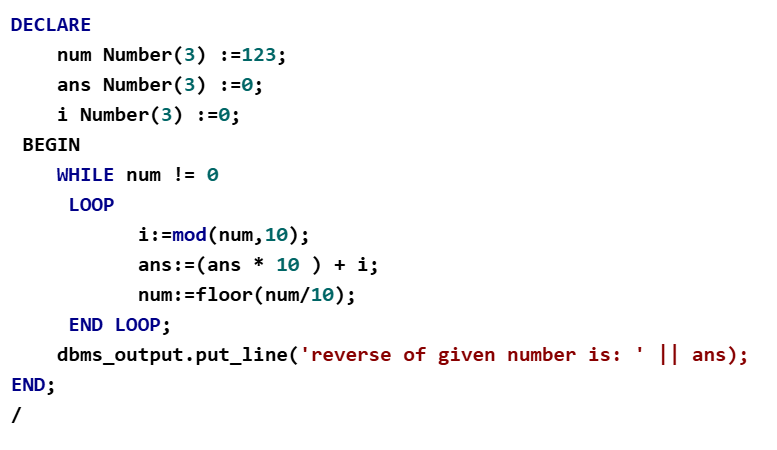 DECLARE
num Number(3) :=123;
ans Number(3) :=0;
i Number(3) :=0;
BEGIN
WHILE num != 0
LOOP
i:=mod(num,10);
ans:=(ans * 10 ) + i;
num:=floor(num/10);
END LOOP;
dbms_output.put_line('reverse of given number is: ' || ans);
END;
/